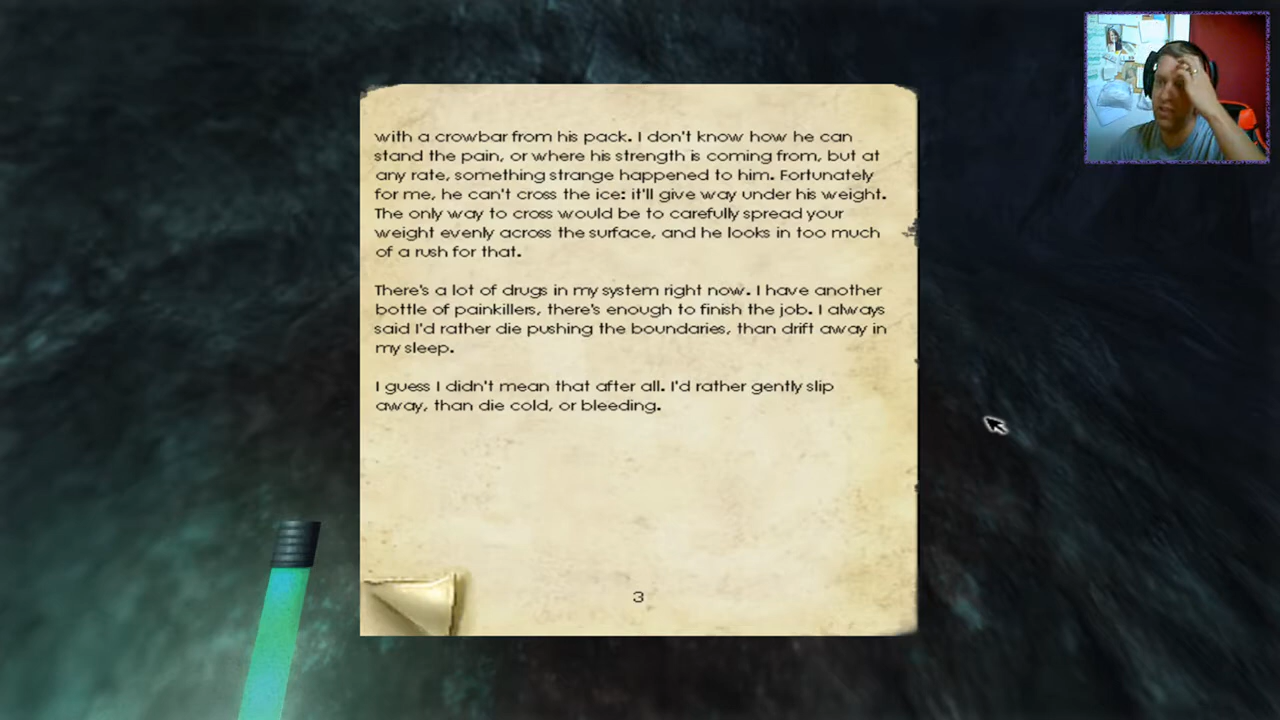 with a crowbar from his pack. I don't know how he can
stand the pain, or where his strength is coming from, but at
any rate, something strange happened to him. Fortunately
for me, he can't cross the ice: it'll give way under his weight.
The only way to cross would be to carefully spread your
weight evenly across the surface, and he looks in too much
of a rush for that.
There's a lot of drugs in my system right now. I have another
bottle of painkillers, there's enough to finish the job. I always
said I'd rather die pushing the boundaries, than drift away in
my sleep.
I guess I didn't mean that after all. I'd rather gently slip
away, than die cold, or bleeding.
3